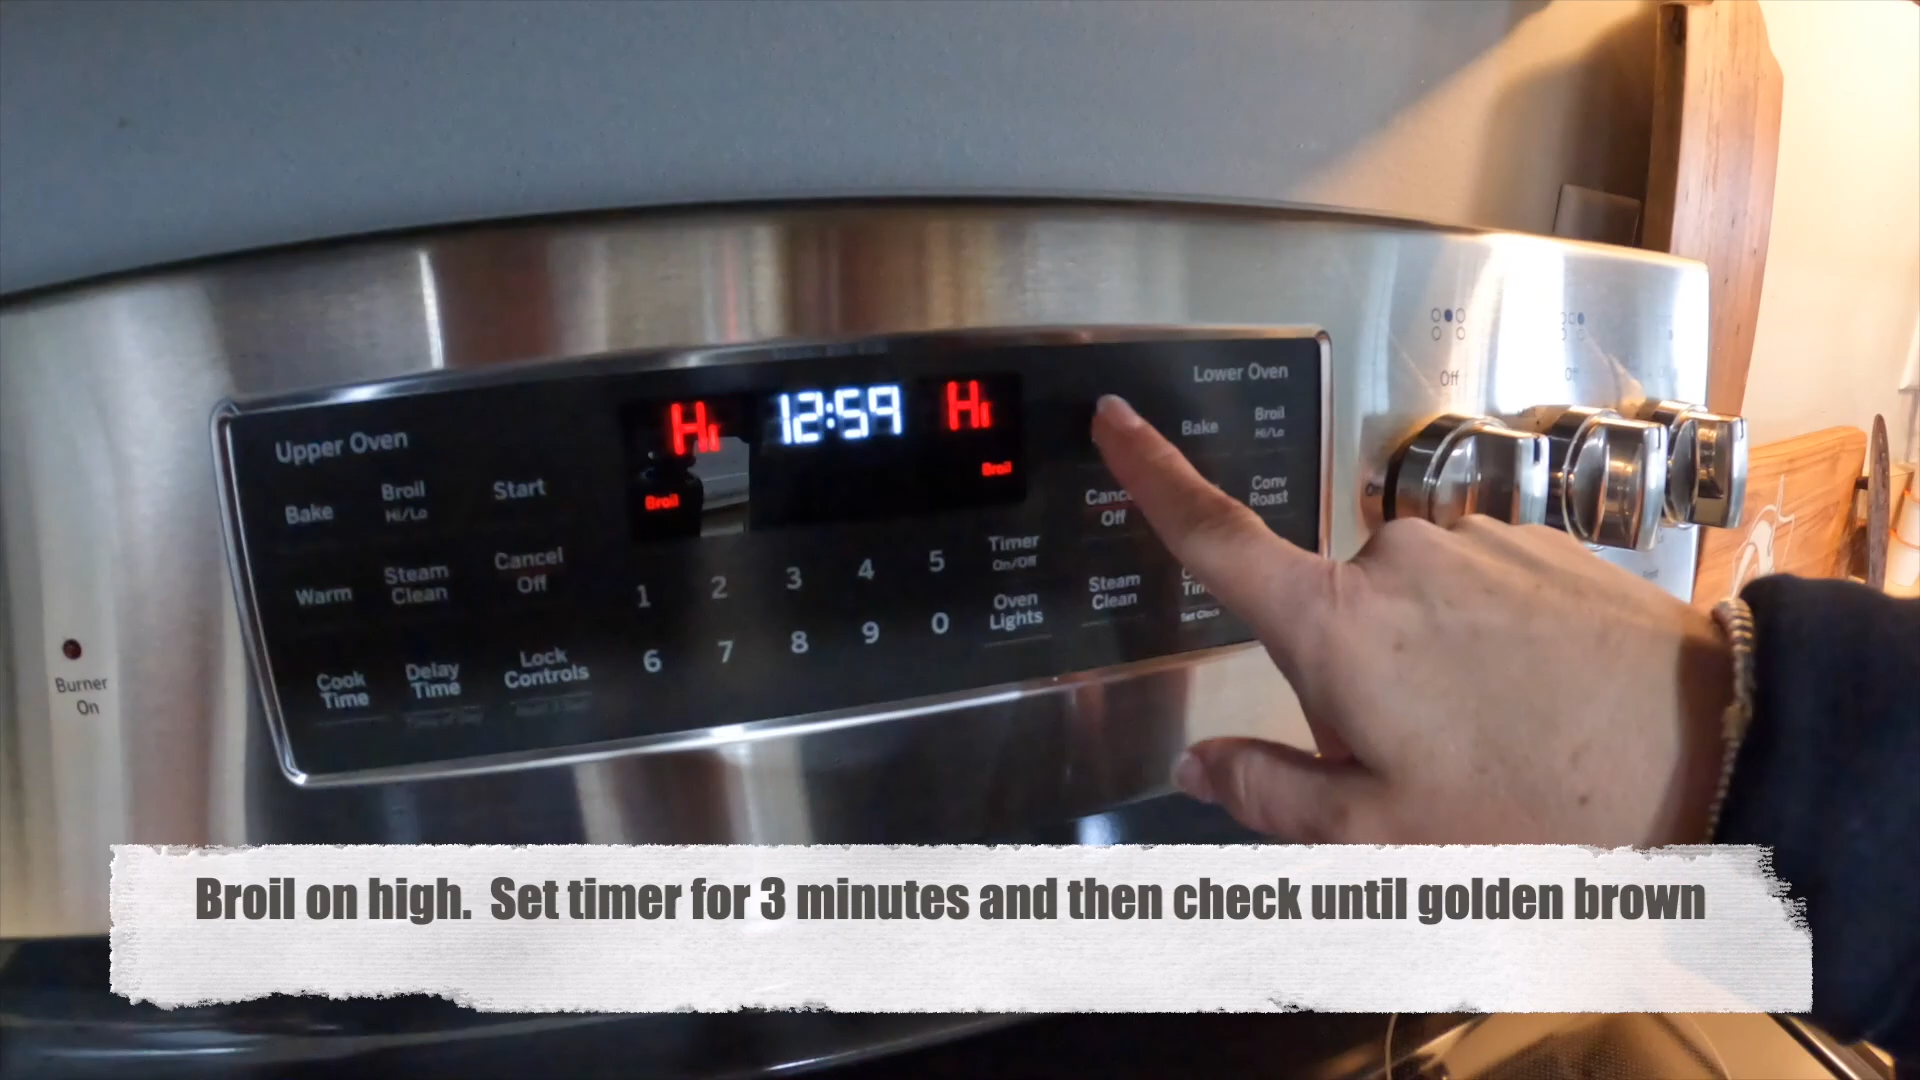 Hi 12:59 Hi
Broil Broil
Upper Oven
Bake
Broil
Hi/Lo
Start
Warm
Steam
Clean
Cancel
Off
Cook
Time
Delay
Time
Lock
Controls
1 2 3 4 5
6 7 8 9 0
Timer
On/Off
Oven
Lights
Lower Oven
Bake
Broil
Hi/Lo
Off
Conv
Roast
Steam
Clean
Set Clock
Off
Burner
On
Broil on high. Set timer for 3 minutes and then check until golden brown